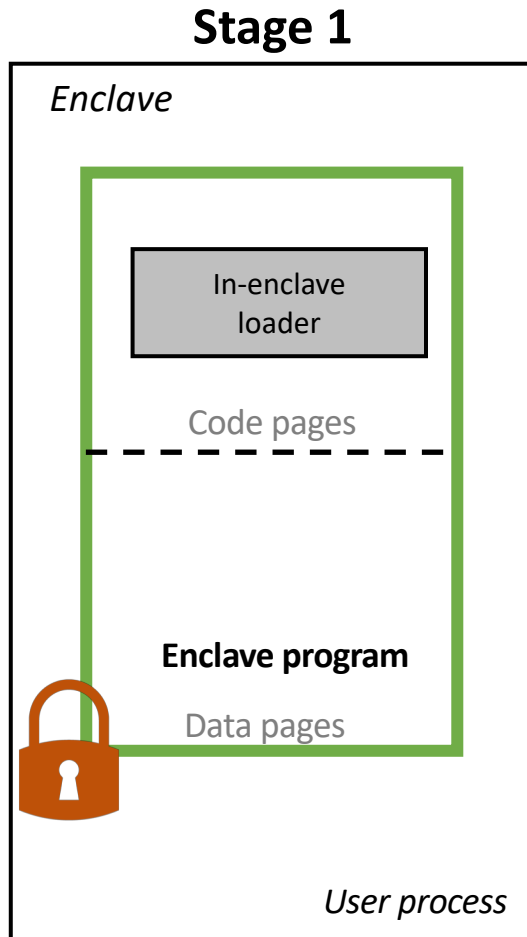 Stage 1
Enclave
In-enclave
loader
Code pages
Enclave program
Data pages
User process